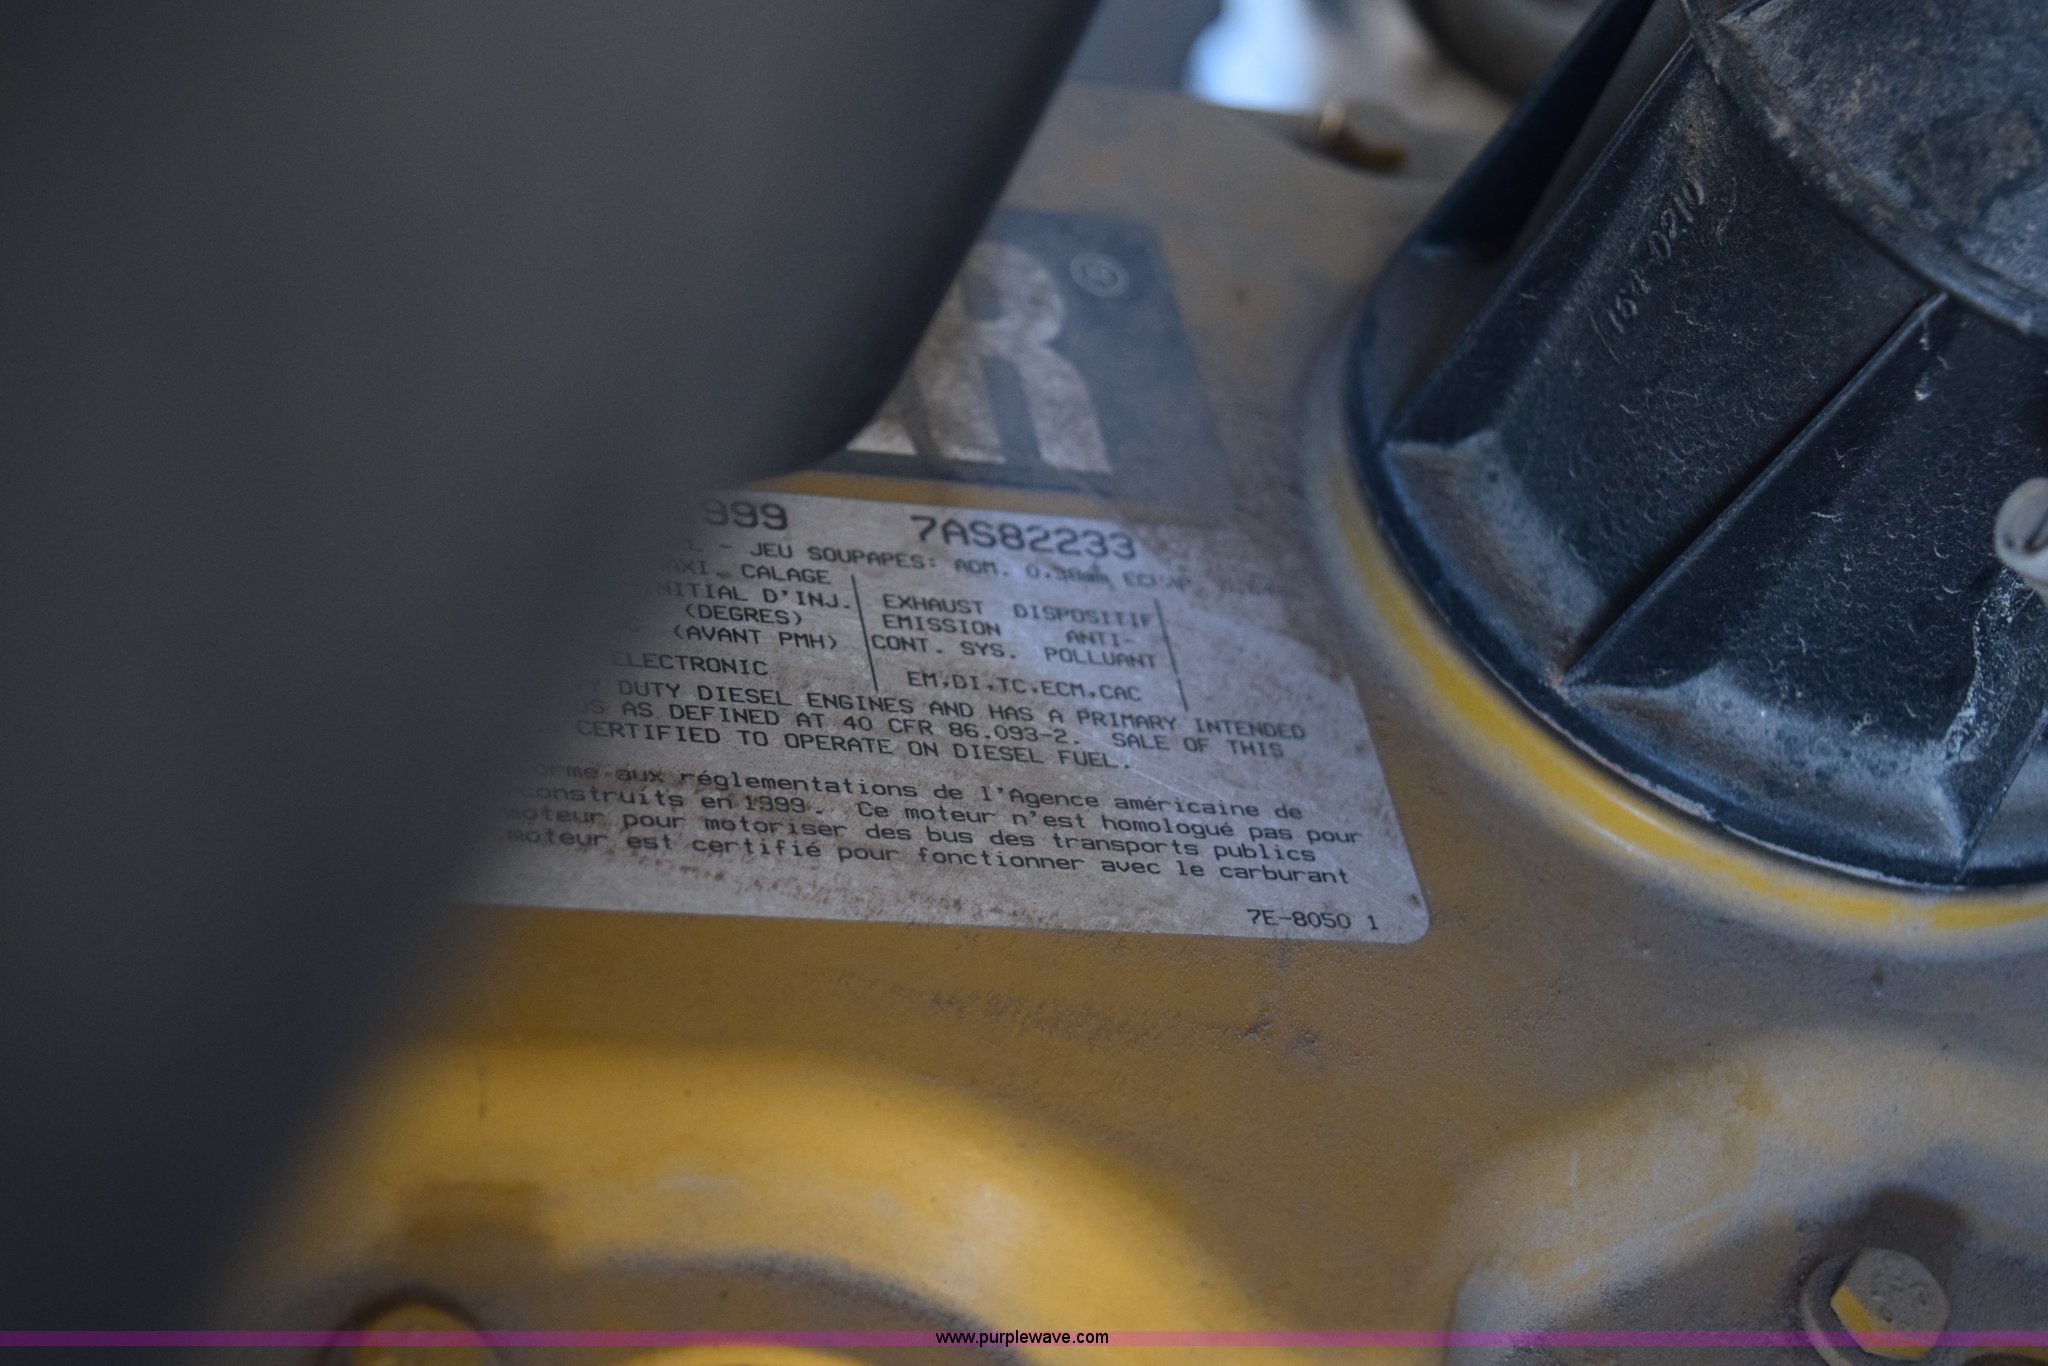 R ®
999 7AS82233
- JEU SOUPAPES: ADM. 0.38mm
CALAGE
D'INJ.
(DEGRES)
(AVANT PMH)
EXHAUST DISPOSITIF
EMISSION ANTI-
CONT. SYS. POLLUANT
ELECTRONIC EM,DI,TC,ECM,CAC
DUTY DIESEL ENGINES AND HAS A PRIMARY INTENDED
AS DEFINED AT 40 CFR 86.093-2. SALE OF THIS
CERTIFIED TO OPERATE ON DIESEL FUEL.
aux réglementations de l'Agence américaine de
construits en 1999. Ce moteur n'est homologué pas pour
moteur pour motoriser des bus des transports publics
moteur est certifié pour fonctionner avec le carburant
7E-8050 1
www.purplewave.com